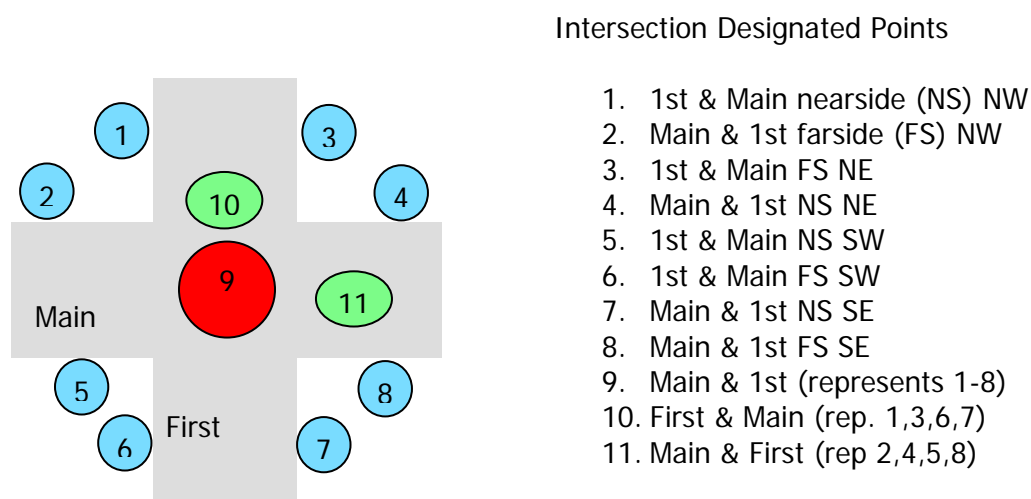 Intersection Designated Points
1. 1st & Main nearside (NS) NW
2. Main & 1st farside (FS) NW
3. 1st & Main FS NE
4. Main & 1st NS NE
5. 1st & Main NS SW
6. 1st & Main FS SW
7. Main & 1st NS SE
8. Main & 1st FS SE
9. Main & 1st (represents 1-8)
10. First & Main (rep. 1,3,6,7)
11. Main & First (rep 2,4,5,8)
1
3
2
4
10
9
11
Main
5
8
First
6
7